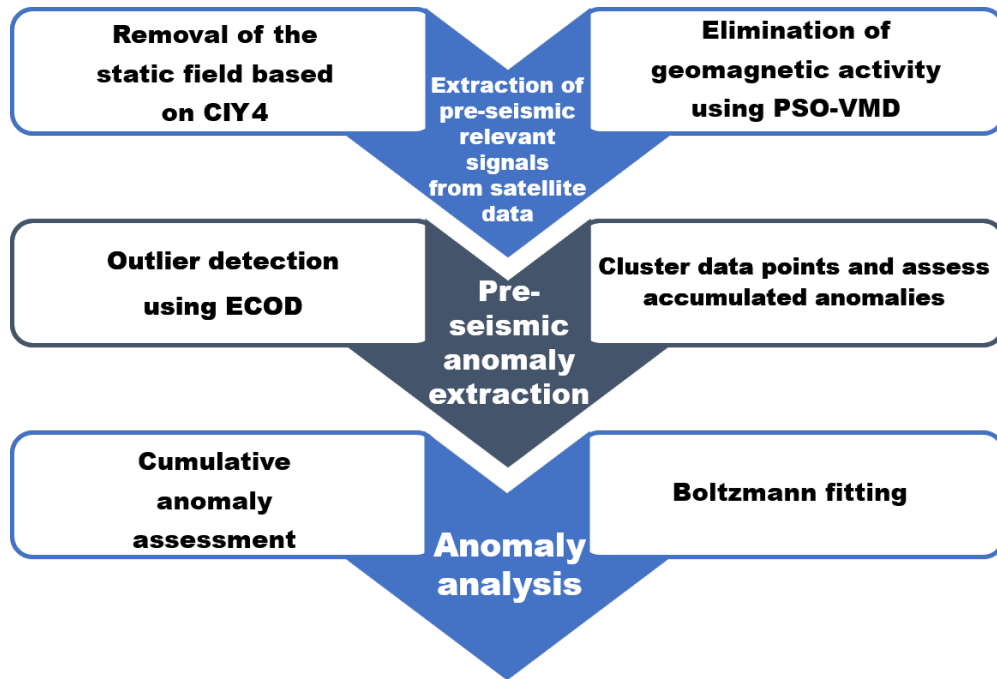 Removal of the
static field based
on CIY4
Extraction of
pre-seismic
relevant
signals
from satellite
data
Elimination of
geomagnetic activity
using PSO-VMD
Outlier detection
using ECOD
Pre-
seismic
anomaly
extraction
Cluster data points and assess
accumulated anomalies
Cumulative
anomaly
assessment
Anomaly
analysis
Boltzmann fitting